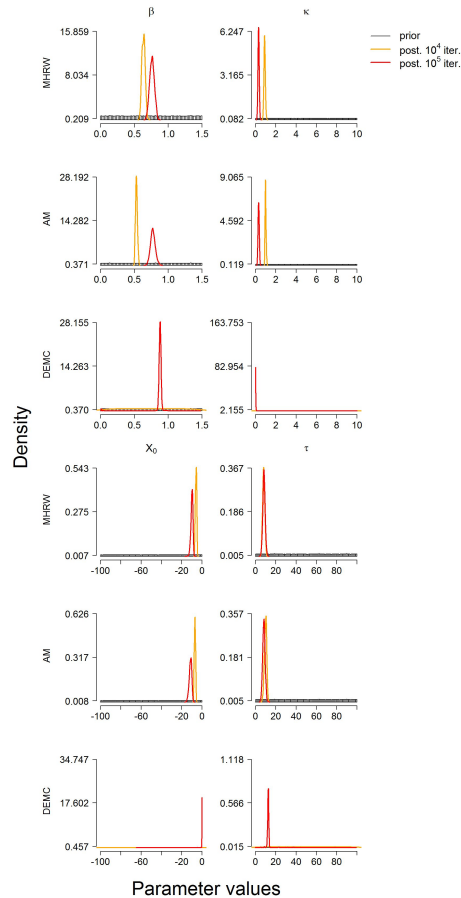 β κ
prior
post. 10⁴ iter.
post. 10⁵ iter.
MHRW
15.859 6.247
8.034 3.165
0.209 0.082
0.0 0.5 1.0 1.5 0 2 4 6 8 10
AM
28.192 9.065
14.282 4.592
0.371 0.119
0.0 0.5 1.0 1.5 0 2 4 6 8 10
DEMC
28.155 163.753
14.263 82.954
0.370 2.155
0.0 0.5 1.0 1.5 0 2 4 6 8 10
Density
X₀ τ
MHRW
0.543 0.367
0.275 0.186
0.007 0.005
-100 -60 -20 0 0 20 40 60 80
AM
0.626 0.357
0.317 0.181
0.008 0.005
-100 -60 -20 0 0 20 40 60 80
DEMC
34.747 1.118
17.602 0.566
0.457 0.015
-100 -60 -20 0 0 20 40 60 80
Parameter values